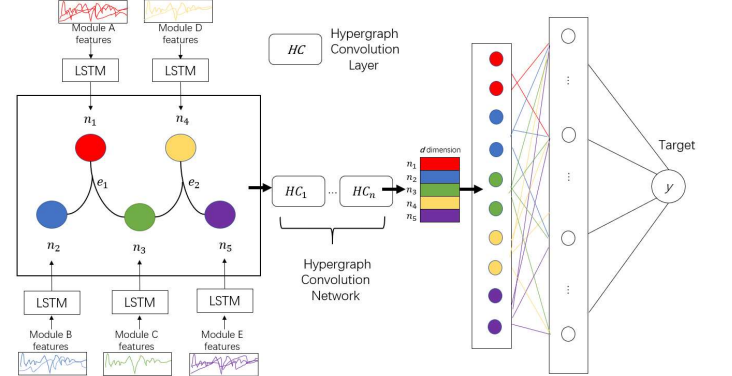 Module A
features
Module D
features
LSTM
LSTM
n₁
n₄
e₁
e₂
n₂
n₃
n₅
LSTM
LSTM
LSTM
Module B
features
Module C
features
Module E
features
HC
Hypergraph
Convolution
Layer
HC₁
...
HCₙ
Hypergraph
Convolution
Network
d dimension
n₁
n₂
n₃
n₄
n₅
...
...
...
Target
y